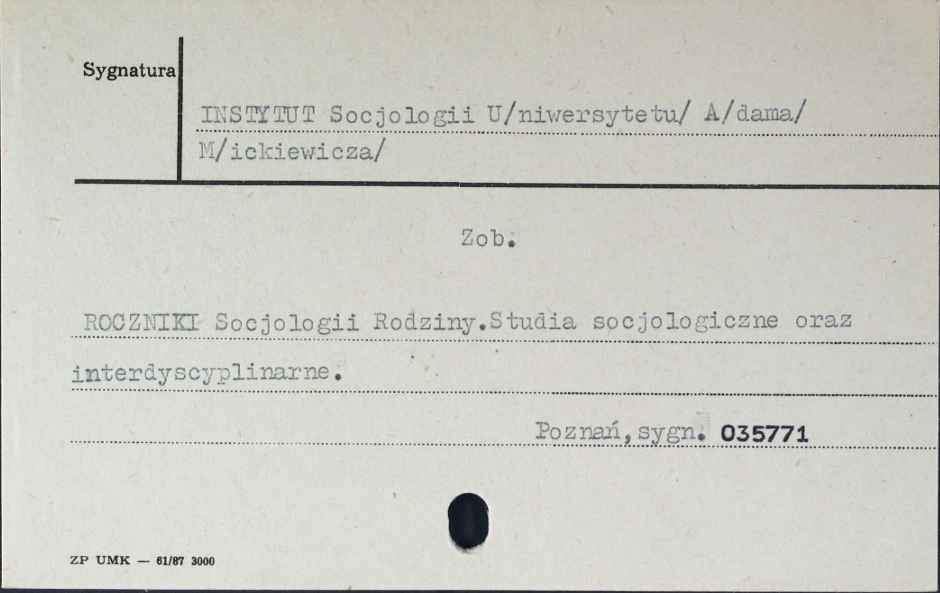 Sygnatura
INSTYTUT Socjologii U/niwersytetu/ A/dama/
M/ickiewicza/
Zob.
ROCZNIKI Socjologii Rodziny.Studia socjologiczne oraz
interdyscyplinarne.
Poznań,sygn. 035771
ZP UMK — 61/87 3000